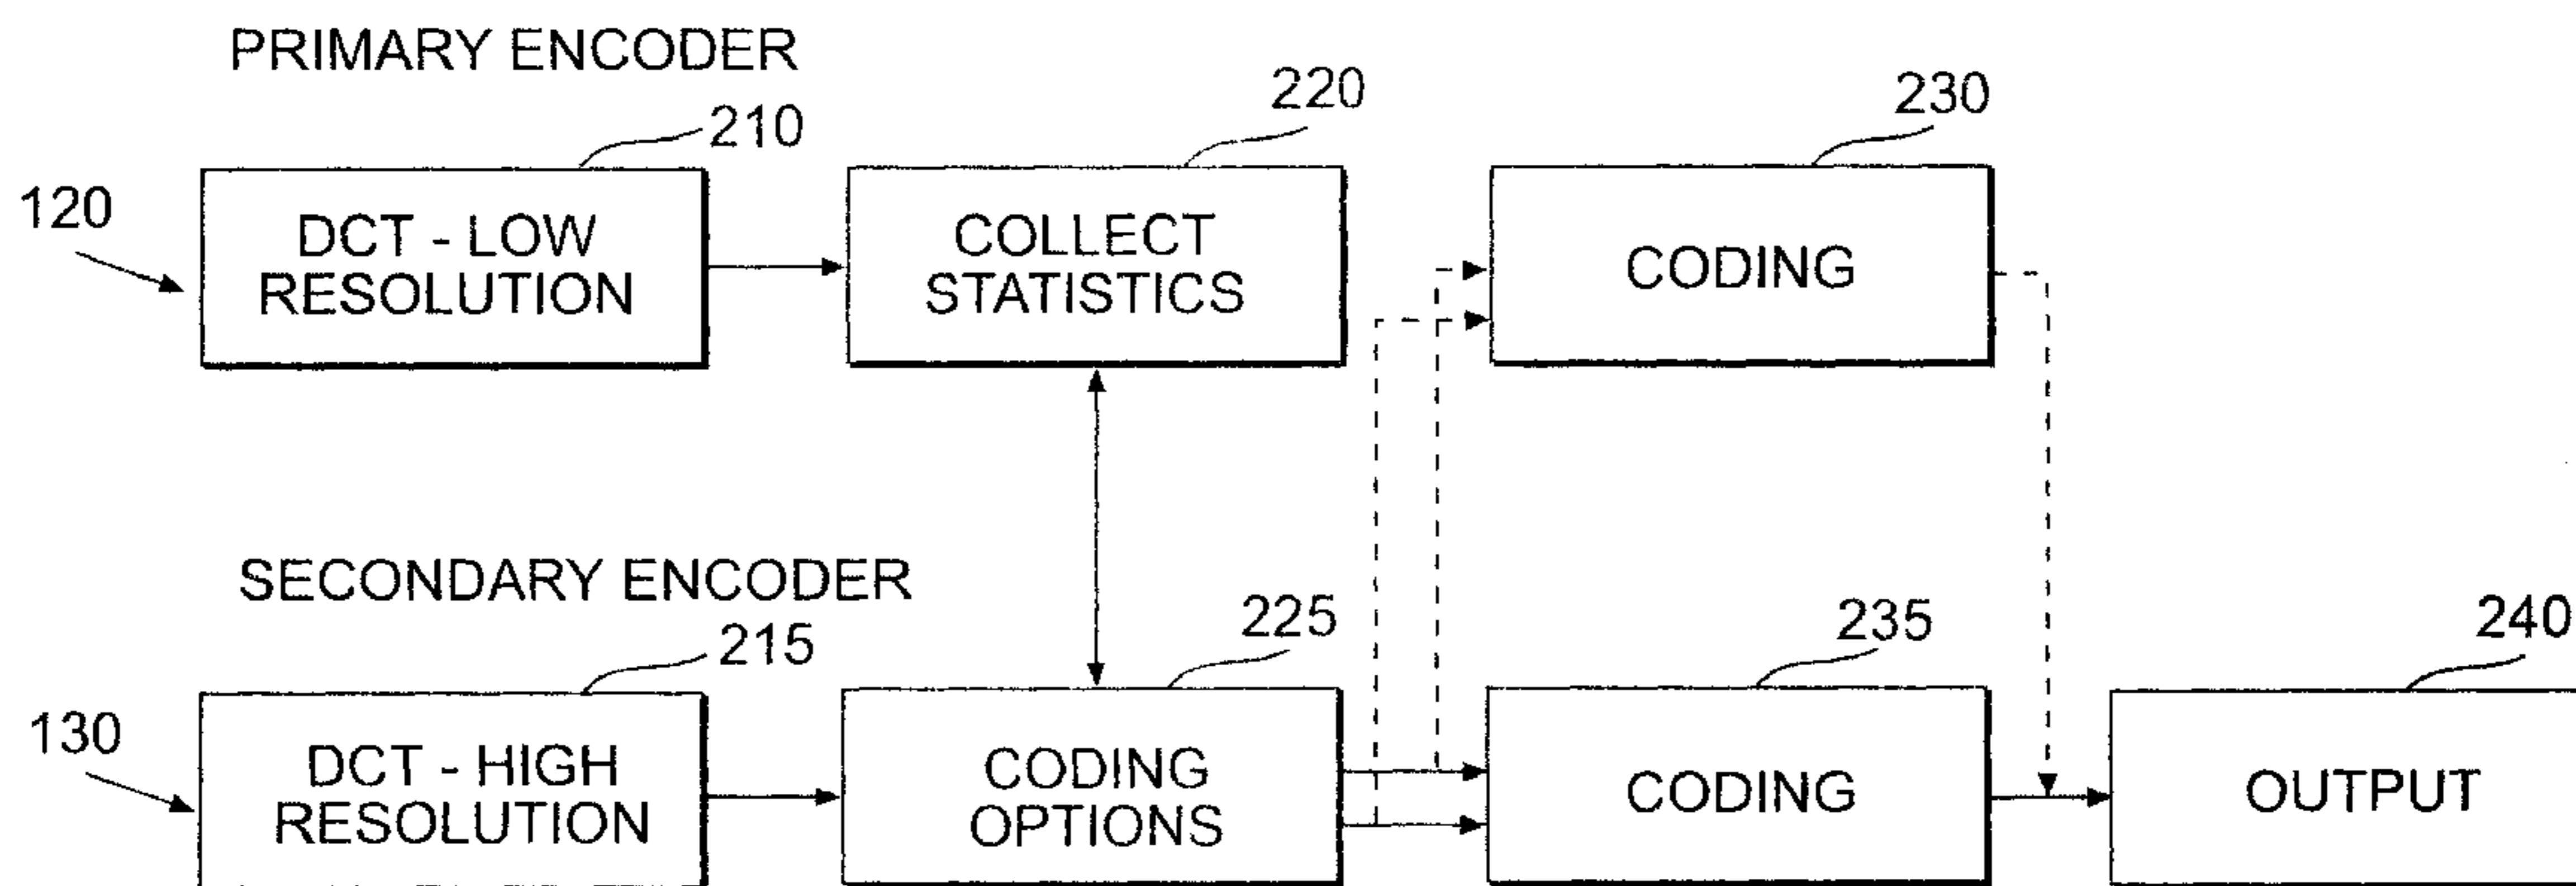 PRIMARY ENCODER
210
220
230
120
DCT - LOW
RESOLUTION
COLLECT
STATISTICS
CODING
SECONDARY ENCODER
215
225
235
240
130
DCT - HIGH
RESOLUTION
CODING
OPTIONS
CODING
OUTPUT